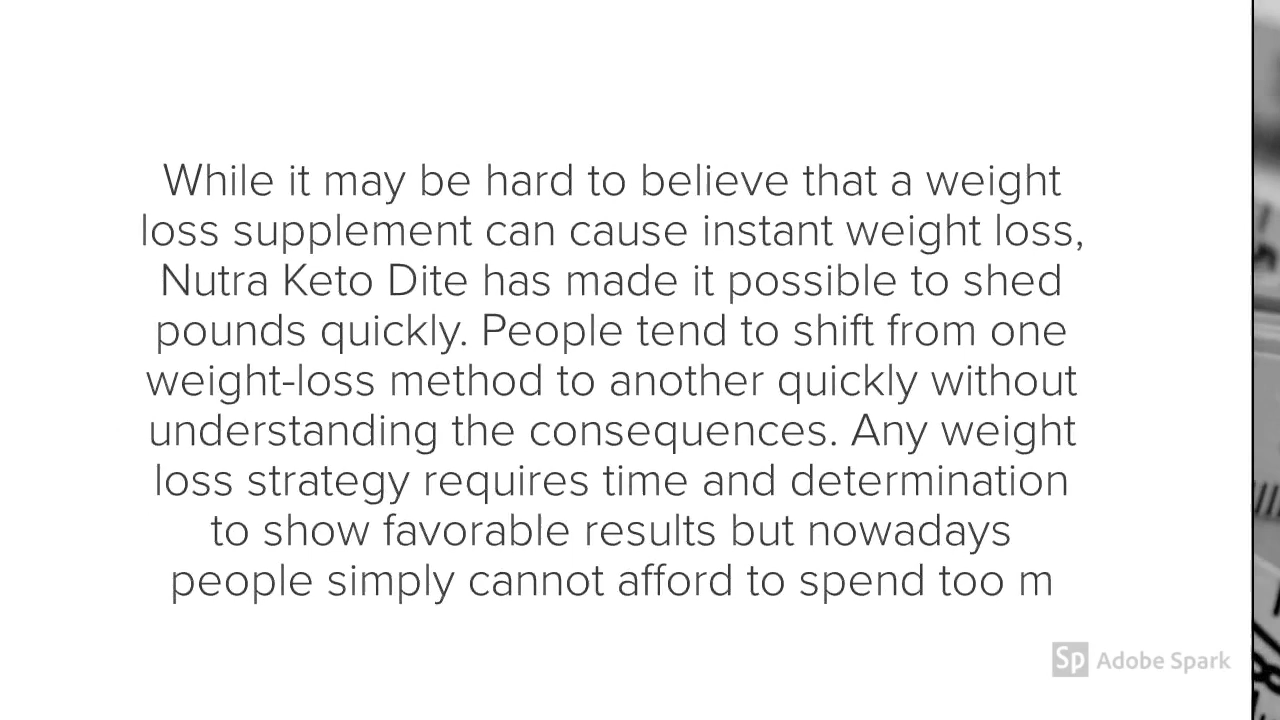 While it may be hard to believe that a weight
loss supplement can cause instant weight loss,
Nutra Keto Dite has made it possible to shed
pounds quickly. People tend to shift from one
weight-loss method to another quickly without
understanding the consequences. Any weight
loss strategy requires time and determination
to show favorable results but nowadays
people simply cannot afford to spend too m
Sp Adobe Spark